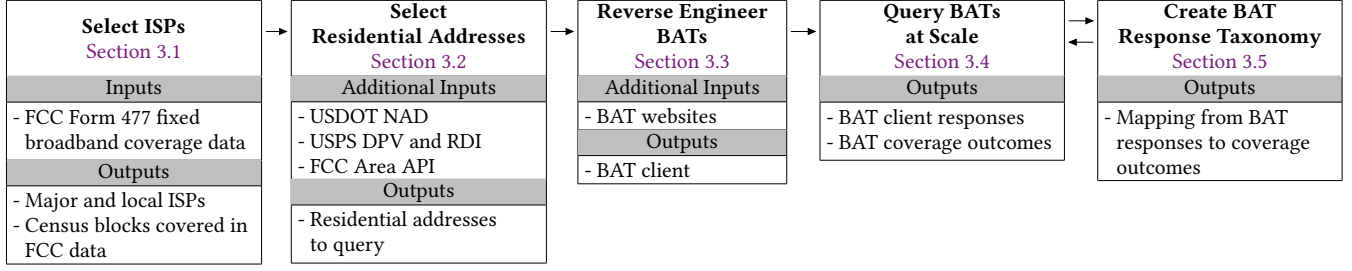 Select ISPs
Section 3.1
Inputs
- FCC Form 477 fixed
broadband coverage data
Outputs
- Major and local ISPs
- Census blocks covered in
FCC data
Select
Residential Addresses
Section 3.2
Additional Inputs
- USDOT NAD
- USPS DPV and RDI
- FCC Area API
Outputs
- Residential addresses
to query
Reverse Engineer
BATs
Section 3.3
Additional Inputs
- BAT websites
Outputs
- BAT client
Query BATs
at Scale
Section 3.4
Outputs
- BAT client responses
- BAT coverage outcomes
Create BAT
Response Taxonomy
Section 3.5
Outputs
- Mapping from BAT
responses to coverage
outcomes